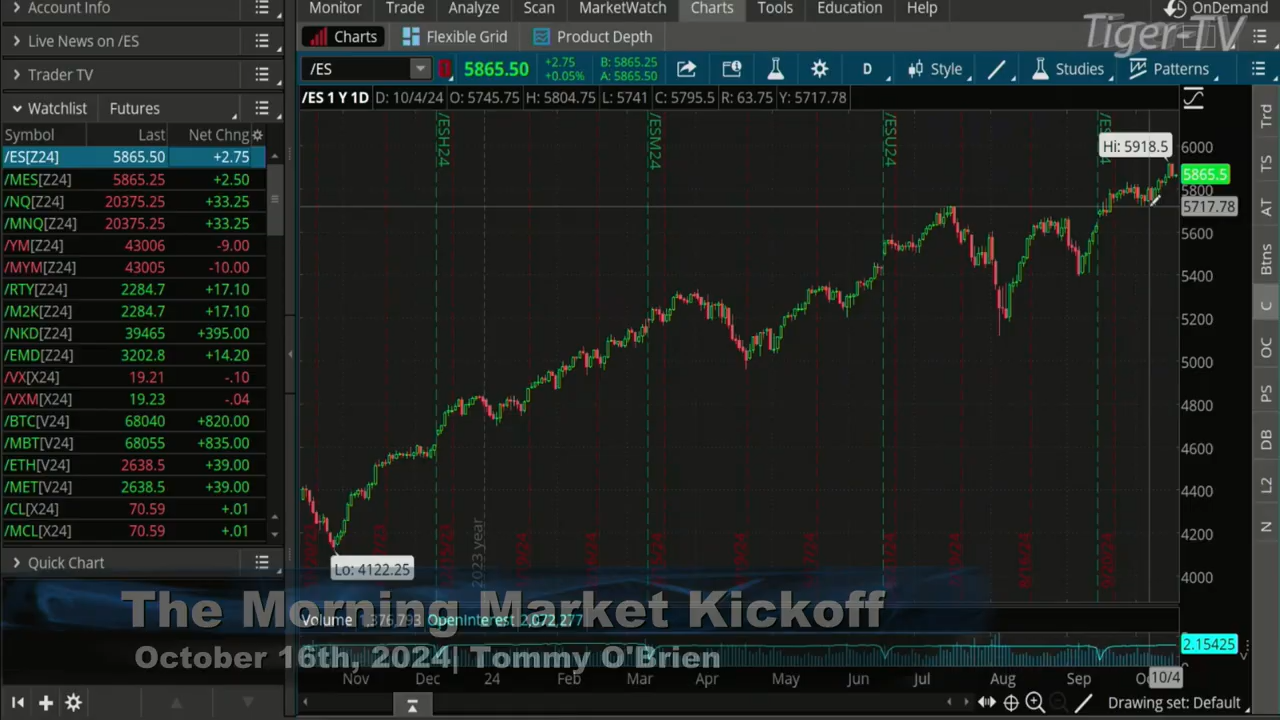 Account Info
Live News on /ES
Trader TV
Watchlist Futures
Symbol Last Net Chng
/ES[Z24] 5865.50 +2.75
/MES[Z24] 5865.25 +2.50
/NQ[Z24] 20375.25 +33.25
/MNQ[Z24] 20375.25 +33.25
/YM[Z24] 43006 -9.00
/MYM[Z24] 43005 -10.00
/RTY[Z24] 2284.7 +17.10
/M2K[Z24] 2284.7 +17.10
/NKD[Z24] 39465 +395.00
/EMD[Z24] 3202.8 +14.20
/VX[X24] 19.21 -.10
/VXM[X24] 19.23 -.04
/BTC[V24] 68040 +820.00
/MBT[V24] 68055 +835.00
/ETH[V24] 2638.5 +39.00
/MET[V24] 2638.5 +39.00
/CL[X24] 70.59 +.01
/MCL[X24] 70.59 +.01
Quick Chart
Monitor Trade Analyze Scan MarketWatch Charts Tools Education Help OnDemand
Tiger-TV
Charts Flexible Grid Product Depth
/ES 5865.50 +2.75 B: 5865.25
+0.05% A: 5865.50
D Style Studies Patterns
/ES 1 Y 1D D: 10/4/24 O: 5745.75 H: 5804.75 L: 5741 C: 5795.5 R: 63.75 Y: 5717.78
/ESH24 /ESM24 /ESU24
Hi: 5918.5
6000
5865.5
5800
5717.78
5600
5400
5200
5000
4800
4600
4400
4200
4000
2023 year
Lo: 4122.25
The Morning Market Kickoff
Volume 1,376,793 OpenInterest 2,072,277
October 16th, 2024| Tommy O'Brien
2.15425
Nov Dec 24 Feb Mar Apr May Jun Jul Aug Sep 10/4
Drawing set: Default
Trd
TS
AT
Btns
C
OC
PS
DB
L2
N